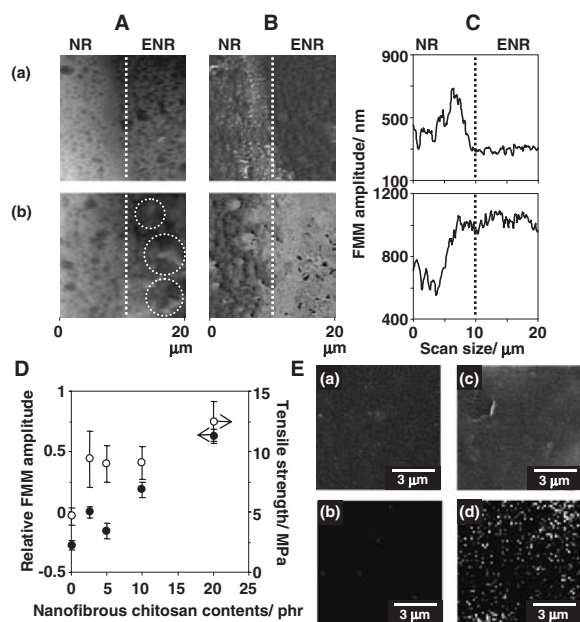 A
B
C
NR ENR
NR ENR
NR ENR
(a)
(b)
0 20
μm
0 20
μm
900
500
100
1200
800
400
FMM amplitude/ nm
0 10 20
Scan size/ μm
D
1
0.5
0
-0.5
Relative FMM amplitude
15
10
5
0
Tensile strength/ MPa
0 5 10 15 20 25
Nanofibrous chitosan contents/ phr
E
(a)
3 μm
(c)
3 μm
(b)
3 μm
(d)
3 μm